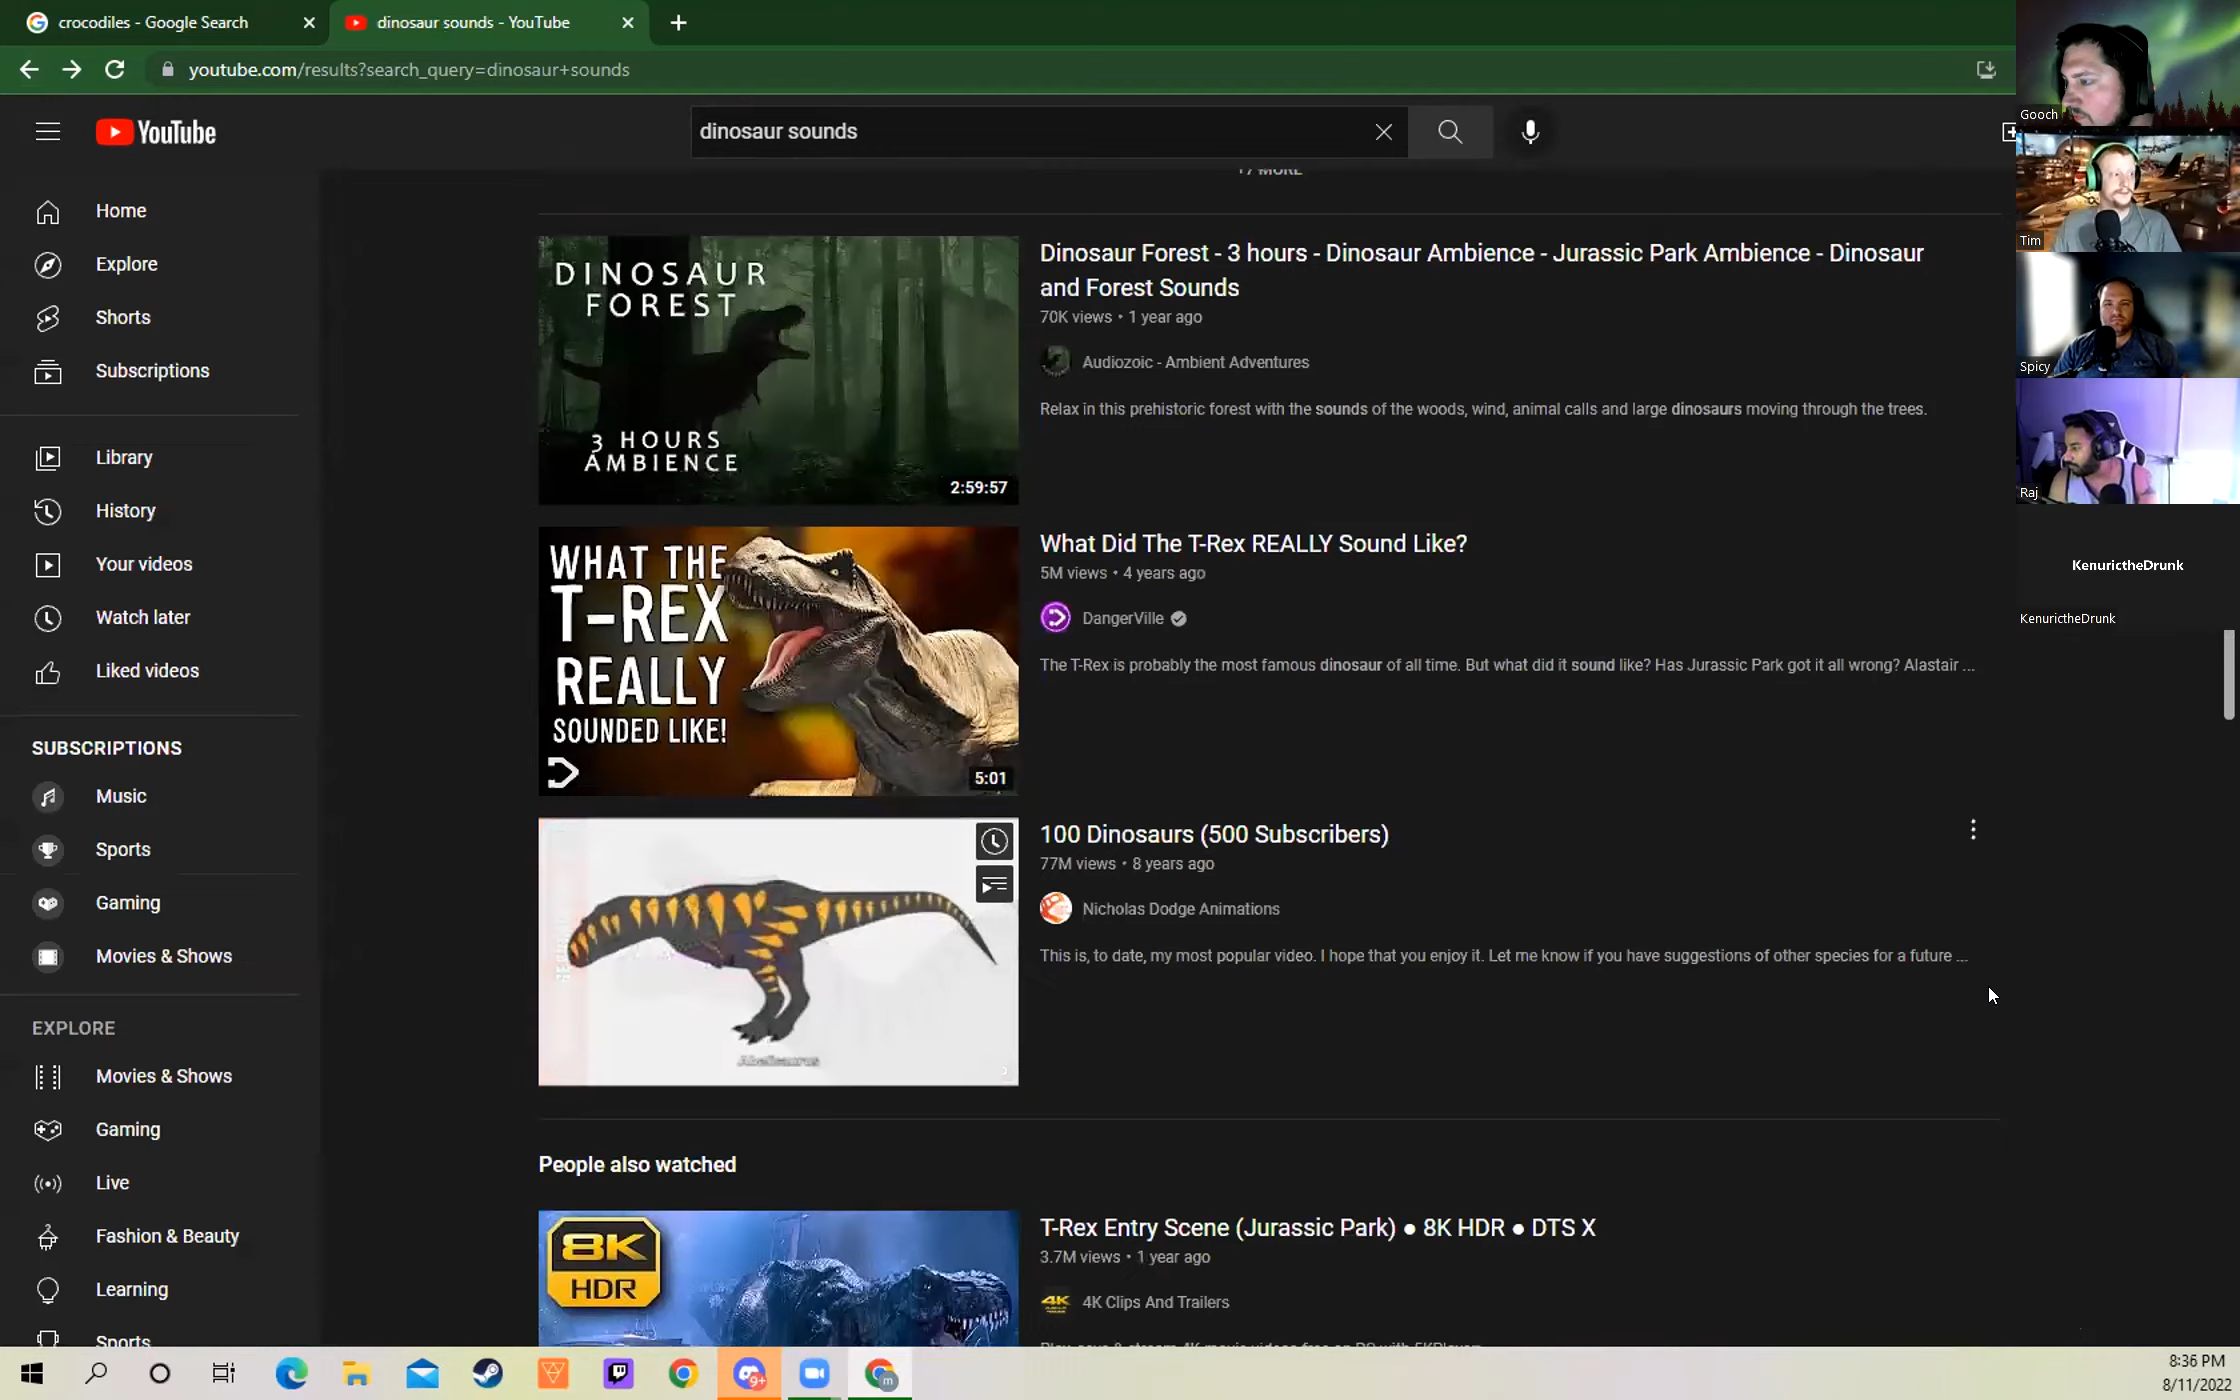 crocodiles - Google Search
dinosaur sounds - YouTube
youtube.com/results?search_query=dinosaur+sounds
YouTube
dinosaur sounds
Home
Explore
Shorts
Subscriptions
Library
History
Your videos
Watch later
Liked videos
SUBSCRIPTIONS
Music
Sports
Gaming
Movies & Shows
EXPLORE
Movies & Shows
Gaming
Live
Fashion & Beauty
Learning
Sports
17 MORE
DINOSAUR
FOREST
3 HOURS
AMBIENCE
2:59:57
Dinosaur Forest - 3 hours - Dinosaur Ambience - Jurassic Park Ambience - Dinosaur
and Forest Sounds
70K views • 1 year ago
Audiozoic - Ambient Adventures
Relax in this prehistoric forest with the sounds of the woods, wind, animal calls and large dinosaurs moving through the trees.
WHAT THE
T-REX
REALLY
SOUNDED LIKE!
5:01
What Did The T-Rex REALLY Sound Like?
5M views • 4 years ago
DangerVille
The T-Rex is probably the most famous dinosaur of all time. But what did it sound like? Has Jurassic Park got it all wrong? Alastair ...
Abelisaurus
100 Dinosaurs (500 Subscribers)
77M views • 8 years ago
Nicholas Dodge Animations
This is, to date, my most popular video. I hope that you enjoy it. Let me know if you have suggestions of other species for a future ...
People also watched
8K
HDR
T-Rex Entry Scene (Jurassic Park) ● 8K HDR ● DTS X
3.7M views • 1 year ago
4K
4K Clips And Trailers
Gooch
Tim
Spicy
Raj
KenurictheDrunk
KenurictheDrunk
9+
m
8:36 PM
8/11/2022